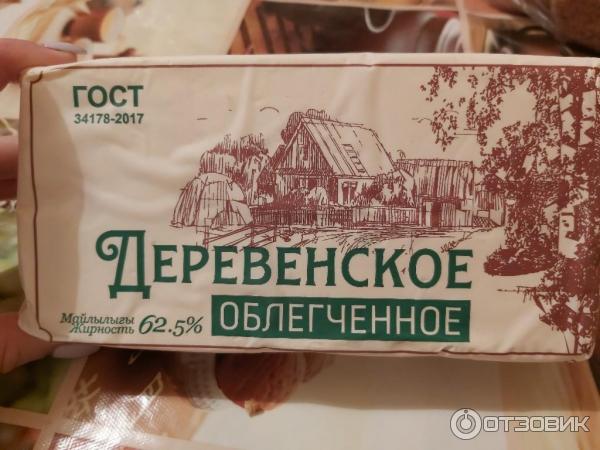 ГОСТ
34178-2017
ДЕРЕВЕНСКОЕ
ОБЛЕГЧЕННОЕ
Майлылығы
Жирность 62.5%
ОТЗОВИК